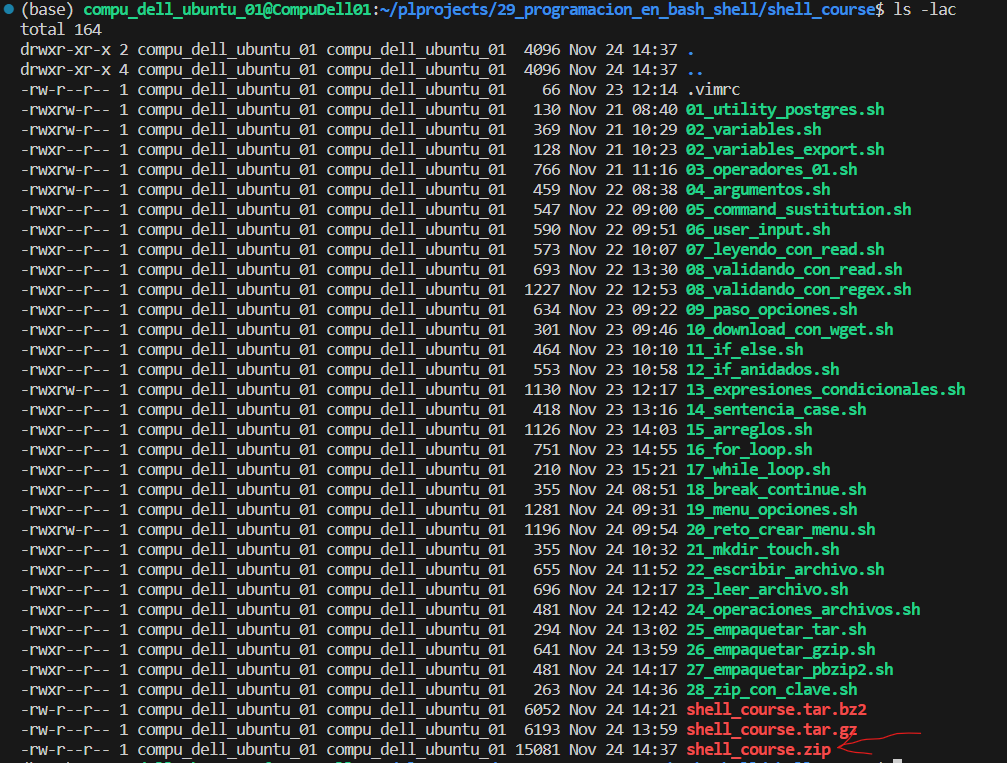 (base) compu_dell_ubuntu_01@CompuDell01:~/plprojects/29_programacion_en_bash_shell/shell_course$ ls -lac
total 164
drwxr-xr-x 2 compu_dell_ubuntu_01 compu_dell_ubuntu_01  4096 Nov 24 14:37 .
drwxr-xr-x 4 compu_dell_ubuntu_01 compu_dell_ubuntu_01  4096 Nov 24 14:37 ..
-rw-r--r-- 1 compu_dell_ubuntu_01 compu_dell_ubuntu_01    66 Nov 23 12:14 .vimrc
-rwxrw-r-- 1 compu_dell_ubuntu_01 compu_dell_ubuntu_01   130 Nov 21 08:40 01_utility_postgres.sh
-rwxrw-r-- 1 compu_dell_ubuntu_01 compu_dell_ubuntu_01   369 Nov 21 10:29 02_variables.sh
-rwxrw-r-- 1 compu_dell_ubuntu_01 compu_dell_ubuntu_01   128 Nov 21 10:23 02_variables_export.sh
-rwxrw-r-- 1 compu_dell_ubuntu_01 compu_dell_ubuntu_01   766 Nov 21 11:16 03_operadores_01.sh
-rwxrw-r-- 1 compu_dell_ubuntu_01 compu_dell_ubuntu_01   459 Nov 22 08:38 04_argumentos.sh
-rwxr--r-- 1 compu_dell_ubuntu_01 compu_dell_ubuntu_01   547 Nov 22 09:00 05_command_sustitution.sh
-rwxr--r-- 1 compu_dell_ubuntu_01 compu_dell_ubuntu_01   590 Nov 22 09:51 06_user_input.sh
-rwxr--r-- 1 compu_dell_ubuntu_01 compu_dell_ubuntu_01   573 Nov 22 10:07 07_leyendo_con_read.sh
-rwxr--r-- 1 compu_dell_ubuntu_01 compu_dell_ubuntu_01   693 Nov 22 13:30 08_validando_con_read.sh
-rwxr--r-- 1 compu_dell_ubuntu_01 compu_dell_ubuntu_01  1227 Nov 22 12:53 08_validando_con_regex.sh
-rwxr--r-- 1 compu_dell_ubuntu_01 compu_dell_ubuntu_01   634 Nov 23 09:22 09_paso_opciones.sh
-rwxr--r-- 1 compu_dell_ubuntu_01 compu_dell_ubuntu_01   301 Nov 23 09:46 10_download_con_wget.sh
-rwxr--r-- 1 compu_dell_ubuntu_01 compu_dell_ubuntu_01   464 Nov 23 10:10 11_if_else.sh
-rwxr--r-- 1 compu_dell_ubuntu_01 compu_dell_ubuntu_01   553 Nov 23 10:58 12_if_anidados.sh
-rwxrw-r-- 1 compu_dell_ubuntu_01 compu_dell_ubuntu_01  1130 Nov 23 12:17 13_expresiones_condicionales.sh
-rwxr--r-- 1 compu_dell_ubuntu_01 compu_dell_ubuntu_01   418 Nov 23 13:16 14_sentencia_case.sh
-rwxr--r-- 1 compu_dell_ubuntu_01 compu_dell_ubuntu_01  1126 Nov 23 14:03 15_arreglos.sh
-rwxr--r-- 1 compu_dell_ubuntu_01 compu_dell_ubuntu_01   751 Nov 23 14:55 16_for_loop.sh
-rwxr--r-- 1 compu_dell_ubuntu_01 compu_dell_ubuntu_01   210 Nov 23 15:21 17_while_loop.sh
-rwxr--r-- 1 compu_dell_ubuntu_01 compu_dell_ubuntu_01   355 Nov 24 08:51 18_break_continue.sh
-rwxr--r-- 1 compu_dell_ubuntu_01 compu_dell_ubuntu_01  1281 Nov 24 09:31 19_menu_opciones.sh
-rwxrw-r-- 1 compu_dell_ubuntu_01 compu_dell_ubuntu_01  1196 Nov 24 09:54 20_reto_crear_menu.sh
-rwxr--r-- 1 compu_dell_ubuntu_01 compu_dell_ubuntu_01   355 Nov 24 10:32 21_mkdir_touch.sh
-rwxr--r-- 1 compu_dell_ubuntu_01 compu_dell_ubuntu_01   655 Nov 24 11:52 22_escribir_archivo.sh
-rwxr--r-- 1 compu_dell_ubuntu_01 compu_dell_ubuntu_01   696 Nov 24 12:17 23_leer_archivo.sh
-rwxr--r-- 1 compu_dell_ubuntu_01 compu_dell_ubuntu_01   481 Nov 24 12:42 24_operaciones_archivos.sh
-rwxr--r-- 1 compu_dell_ubuntu_01 compu_dell_ubuntu_01   294 Nov 24 13:02 25_empaquetar_tar.sh
-rwxr--r-- 1 compu_dell_ubuntu_01 compu_dell_ubuntu_01   641 Nov 24 13:59 26_empaquetar_gzip.sh
-rwxr--r-- 1 compu_dell_ubuntu_01 compu_dell_ubuntu_01   481 Nov 24 14:17 27_empaquetar_pbzip2.sh
-rwxr--r-- 1 compu_dell_ubuntu_01 compu_dell_ubuntu_01   263 Nov 24 14:36 28_zip_con_clave.sh
-rw-r--r-- 1 compu_dell_ubuntu_01 compu_dell_ubuntu_01  6052 Nov 24 14:21 shell_course.tar.bz2
-rw-r--r-- 1 compu_dell_ubuntu_01 compu_dell_ubuntu_01  6193 Nov 24 13:59 shell_course.tar.gz
-rw-r--r-- 1 compu_dell_ubuntu_01 compu_dell_ubuntu_01 15081 Nov 24 14:37 shell_course.zip